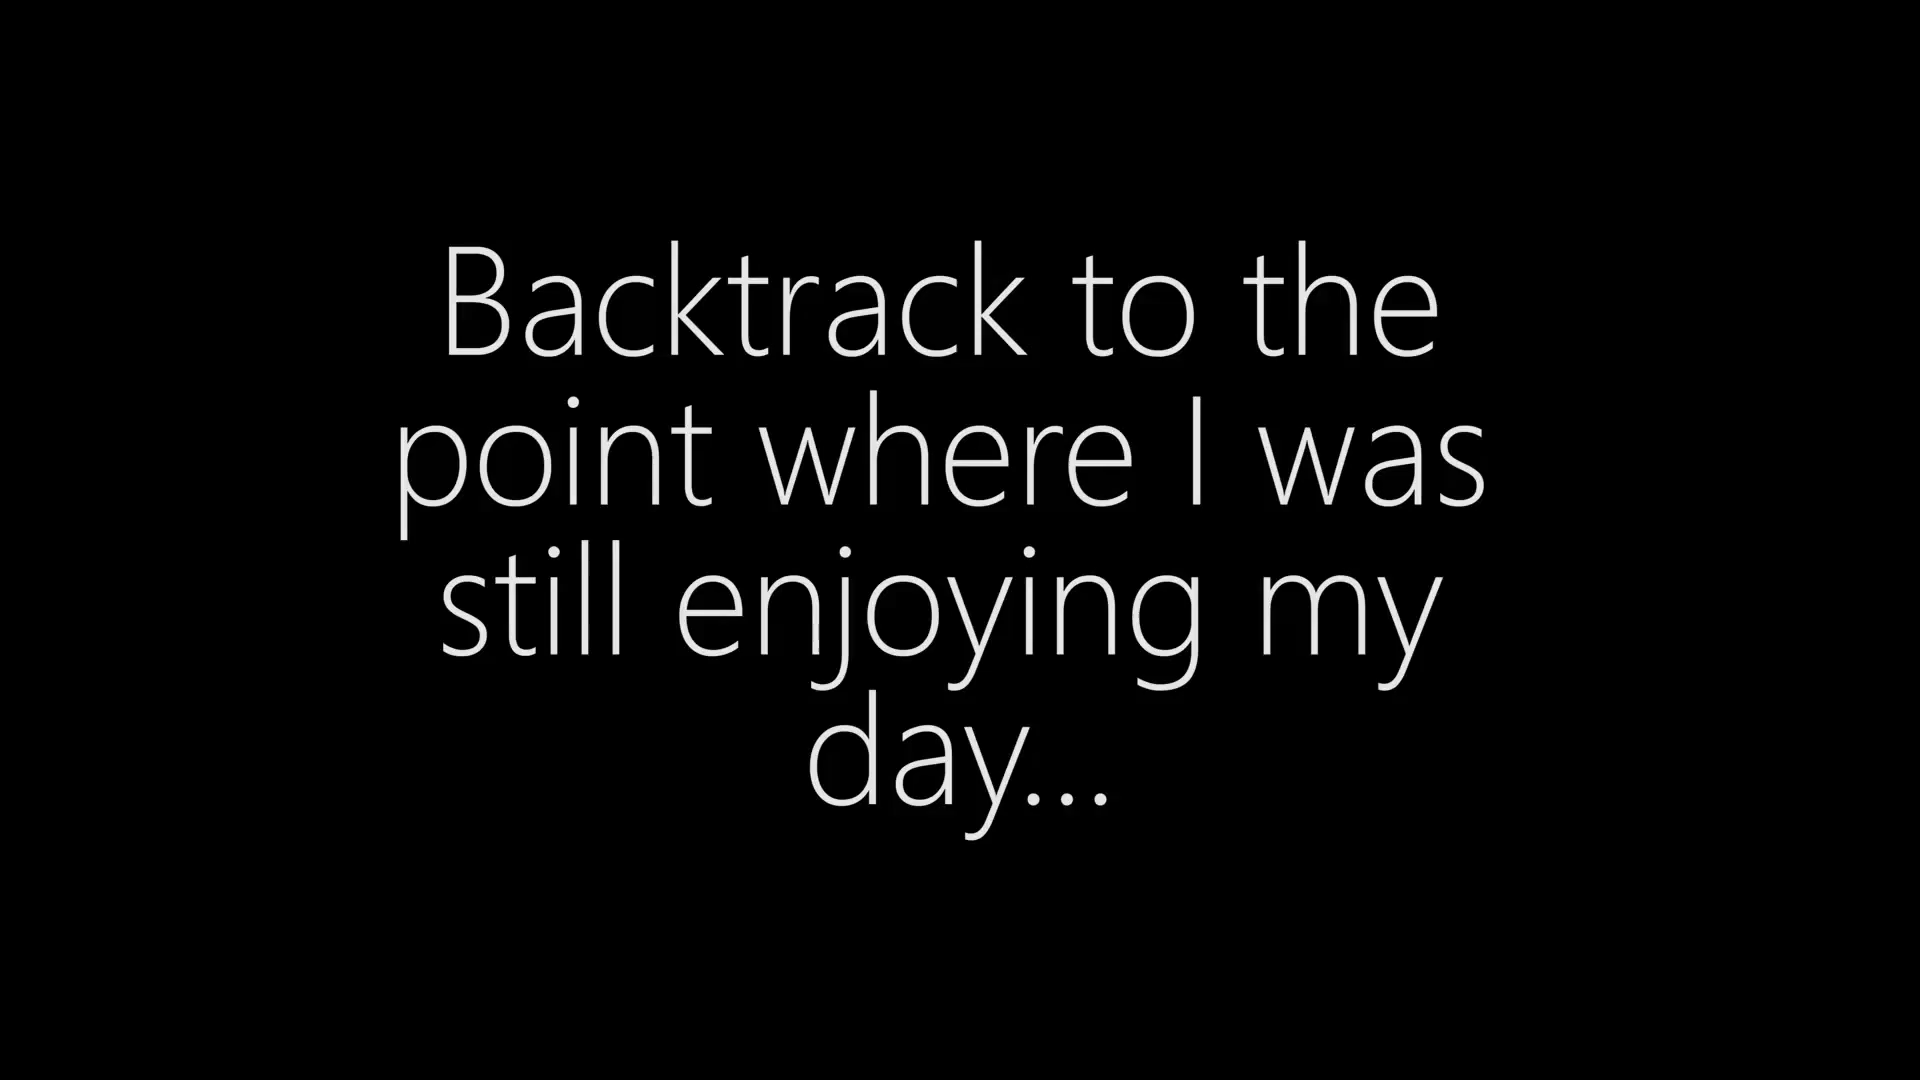 Backtrack to the
point where I was
still enjoying my
day...